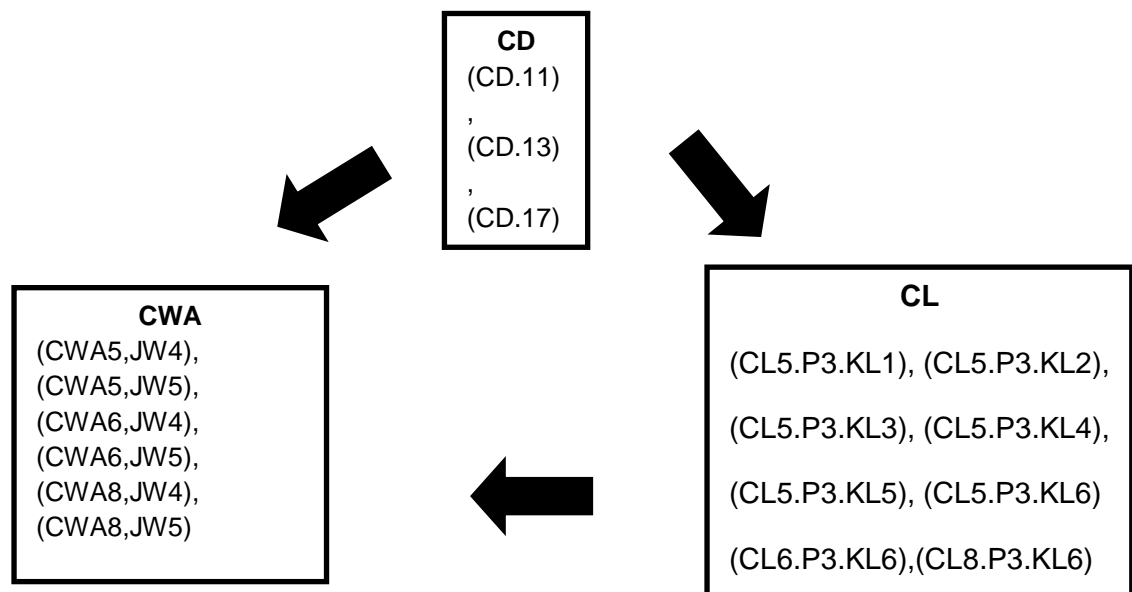 CD
(CD.11)
,
(CD.13)
,
(CD.17)
CWA
(CWA5,JW4),
(CWA5,JW5),
(CWA6,JW4),
(CWA6,JW5),
(CWA8,JW4),
(CWA8,JW5)
CL
(CL5.P3.KL1), (CL5.P3.KL2),
(CL5.P3.KL3), (CL5.P3.KL4),
(CL5.P3.KL5), (CL5.P3.KL6)
(CL6.P3.KL6),(CL8.P3.KL6)